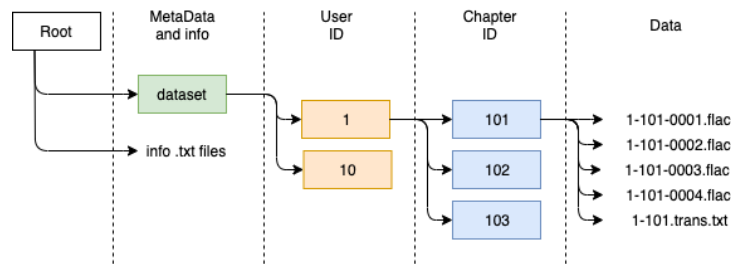 Root
MetaData
and info
User
ID
Chapter
ID
Data
dataset
info .txt files
1
10
101
102
103
1-101-0001.flac
1-101-0002.flac
1-101-0003.flac
1-101-0004.flac
1-101.trans.txt